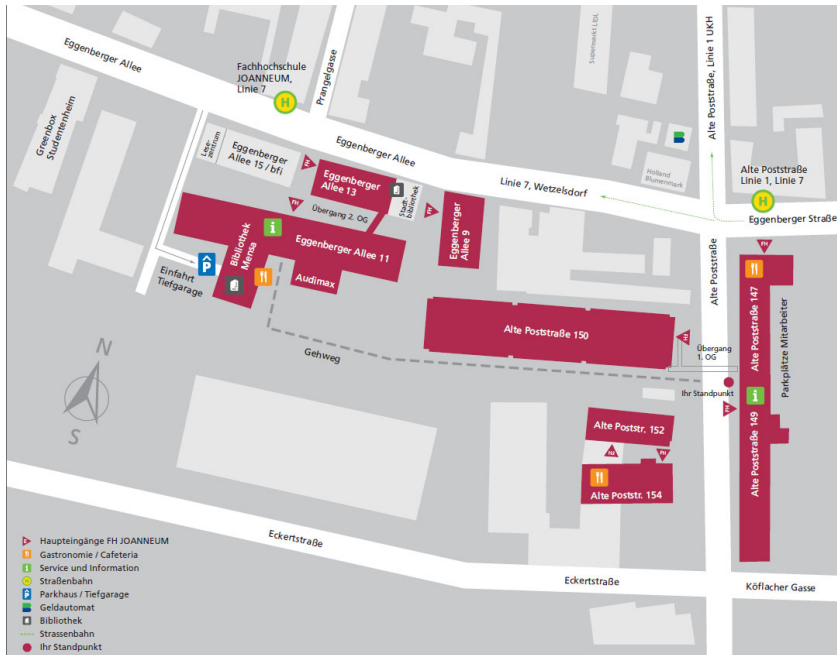 Eggenberger Allee
Fachhochschule
JOANNEUM,
Linie 7
Prangelgasse
Supermarkt Lidl
Alte Poststraße, Linie 1 UKH
Greenbox
Studentenheim
Lese-
zentrum
Eggenberger
Allee 15 / bfi
Eggenberger Allee
Eggenberger
Allee 13
Holland
Blumenmarkt
Alte Poststraße
Linie 1, Linie 7
Linie 7, Wetzelsdorf
Eggenberger Straße
Übergang 2. OG
Stadt-
bibliothek
Eggenberger
Allee 9
Eggenberger Allee 11
Bibliothek
Mensa
Audimax
Einfahrt
Tiefgarage
Alte Poststraße
Alte Poststraße 147
Parkplätze Mitarbeiter
Alte Poststraße 150
Übergang
1. OG
Gehweg
N
S
Ihr Standpunkt
Alte Poststraße 149
Alte Poststr. 152
Alte Poststr. 154
Eckertstraße
Eckertstraße
Köflacher Gasse
Haupteingänge FH JOANNEUM
Gastronomie / Cafeteria
Service und Information
H Straßenbahn
P Parkhaus / Tiefgarage
Geldautomat
Bibliothek
Strassenbahn
Ihr Standpunkt